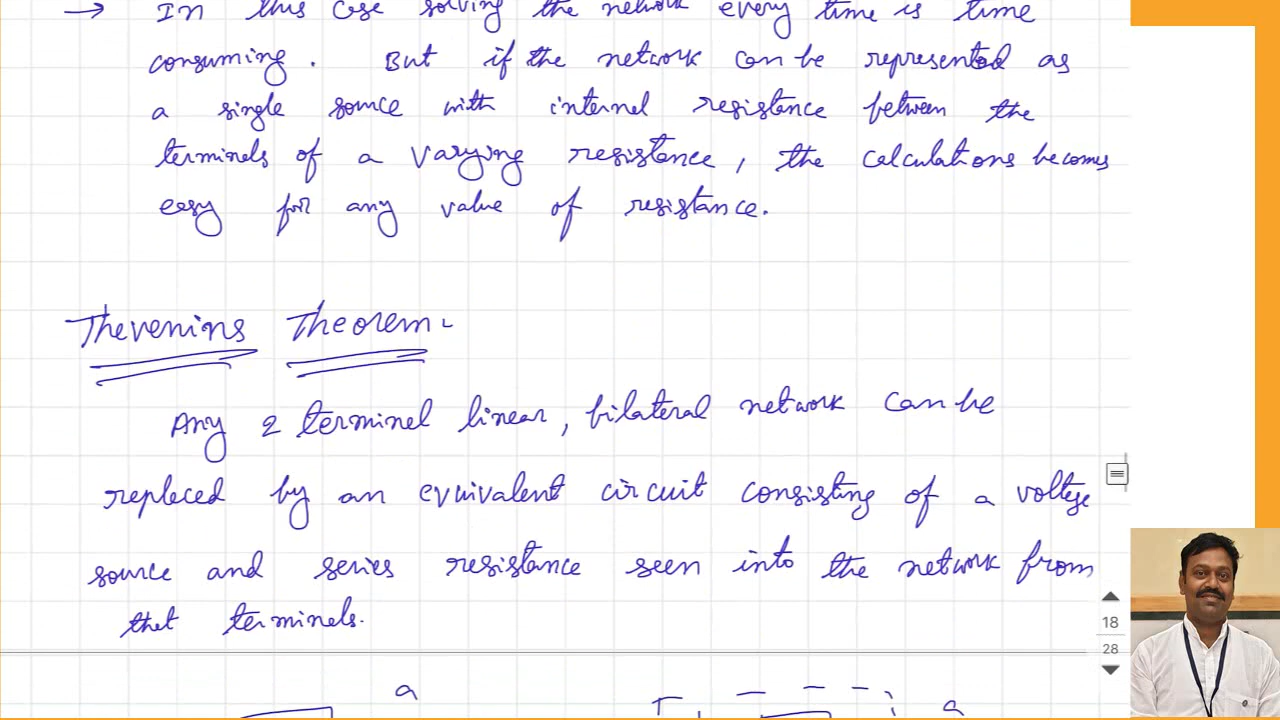 → In this case solving the network every time is time
consuming. But if the network can be represented as
a single source with internal resistance between the
terminals of a varying resistance, the calculations becomes
easy for any value of resistance.
Thevenins Theorem-
Any 2 terminal linear, bilateral network can be
replaced by an equivalent circuit consisting of a voltage
source and series resistance seen into the network from
that terminals.
18
28
a
a